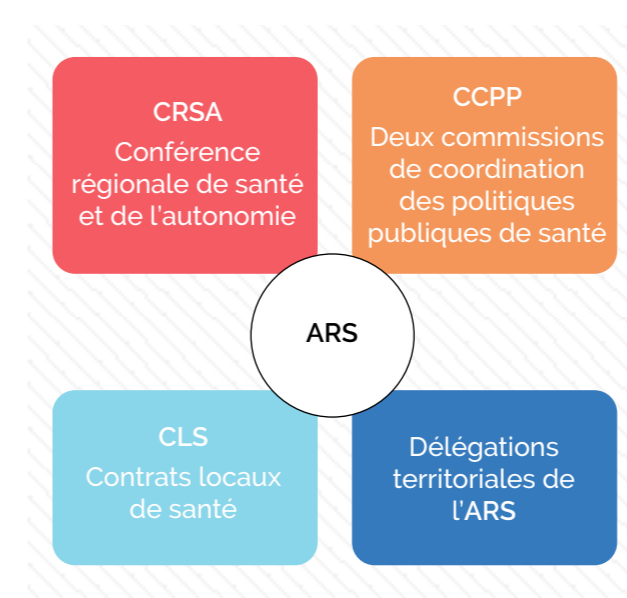 CRSA
Conférence
régionale de santé
et de l'autonomie
CCPP
Deux commissions
de coordination
des politiques
publiques de santé
ARS
CLS
Contrats locaux
de santé
Délégations
territoriales de
l'ARS